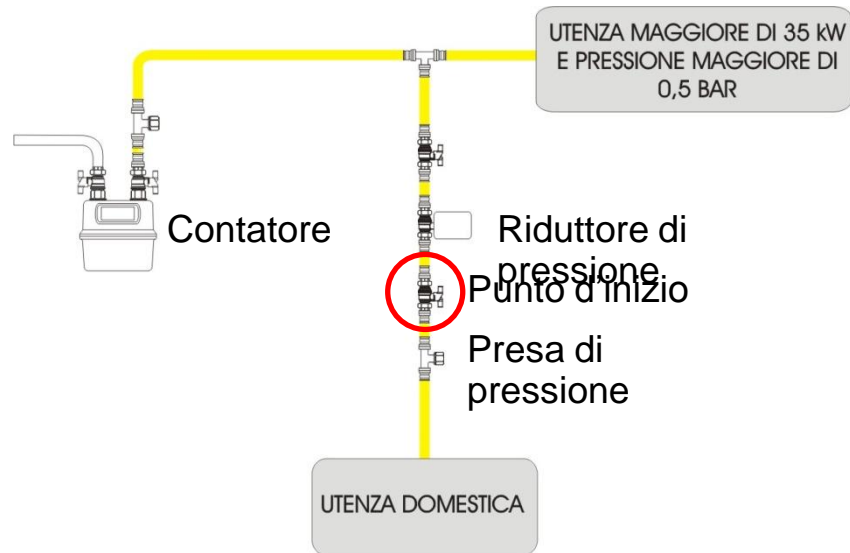 UTENZA MAGGIORE DI 35 kW
E PRESSIONE MAGGIORE DI
0,5 BAR
Contatore
Riduttore di
pressione
Punto d'inizio
Presa di
pressione
UTENZA DOMESTICA